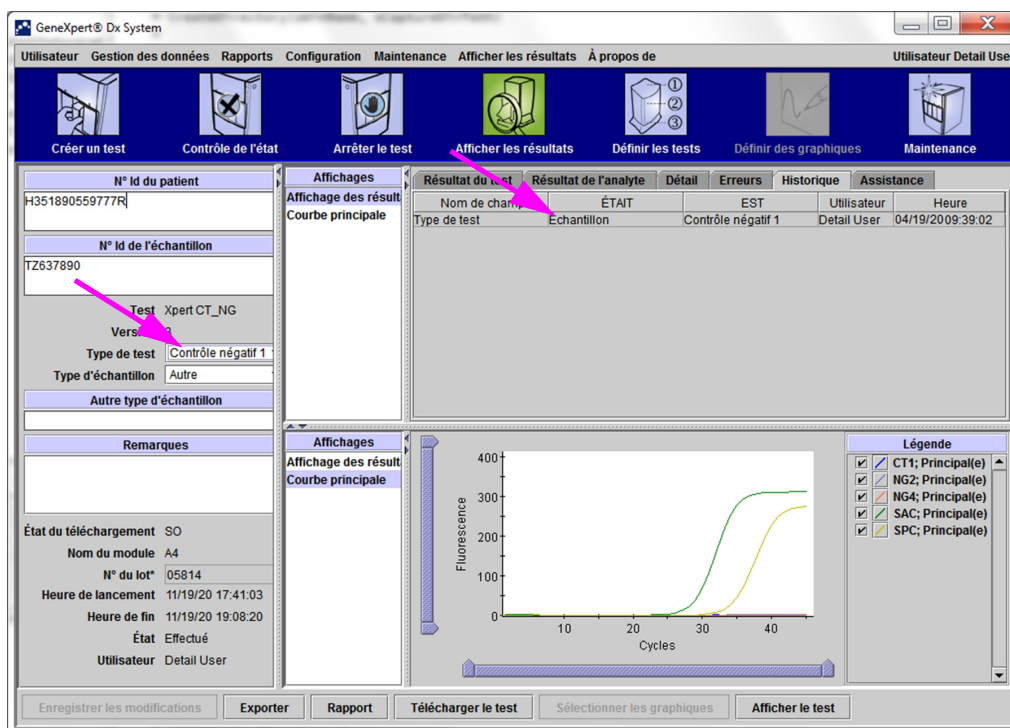 GeneXpert® Dx System
Utilisateur Gestion des données Rapports Configuration Maintenance Afficher les résultats À propos de Utilisateur Detail Use
Créer un test Contrôle de l'état Arrêter le test Afficher les résultats Définir les tests Définir des graphiques Maintenance
N° Id du patient
H351890559777R
N° Id de l'échantillon
TZ637890
Test Xpert CT_NG
Type de test Contrôle négatif 1
Type d'échantillon Autre
Autre type d'échantillon
Remarques
État du téléchargement SO
Nom du module A4
N° du lot* 05814
Heure de lancement 11/19/20 17:41:03
Heure de fin 11/19/20 19:08:20
État Effectué
Utilisateur Detail User
Affichages
Affichage des résult
Courbe principale
Résultat du test Résultat de l'analyte Détail Erreurs Historique Assistance
Nom de champ ÉTAIT EST Utilisateur Heure
Type de test Échantillon Contrôle négatif 1 Detail User 04/19/2009:39:02
Affichages
Affichage des résult
Courbe principale
400
300
200
100
0
Fluorescence
10 20 30 40
Cycles
Légende
CT1; Principal(e)
NG2; Principal(e)
NG4; Principal(e)
SAC; Principal(e)
SPC; Principal(e)
Enregistrer les modifications Exporter Rapport Télécharger le test Sélectionner les graphiques Afficher le test